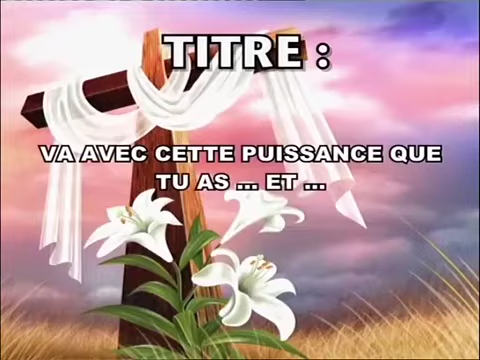 TITRE :
VA AVEC CETTE PUISSANCE QUE
TU AS ... ET ...